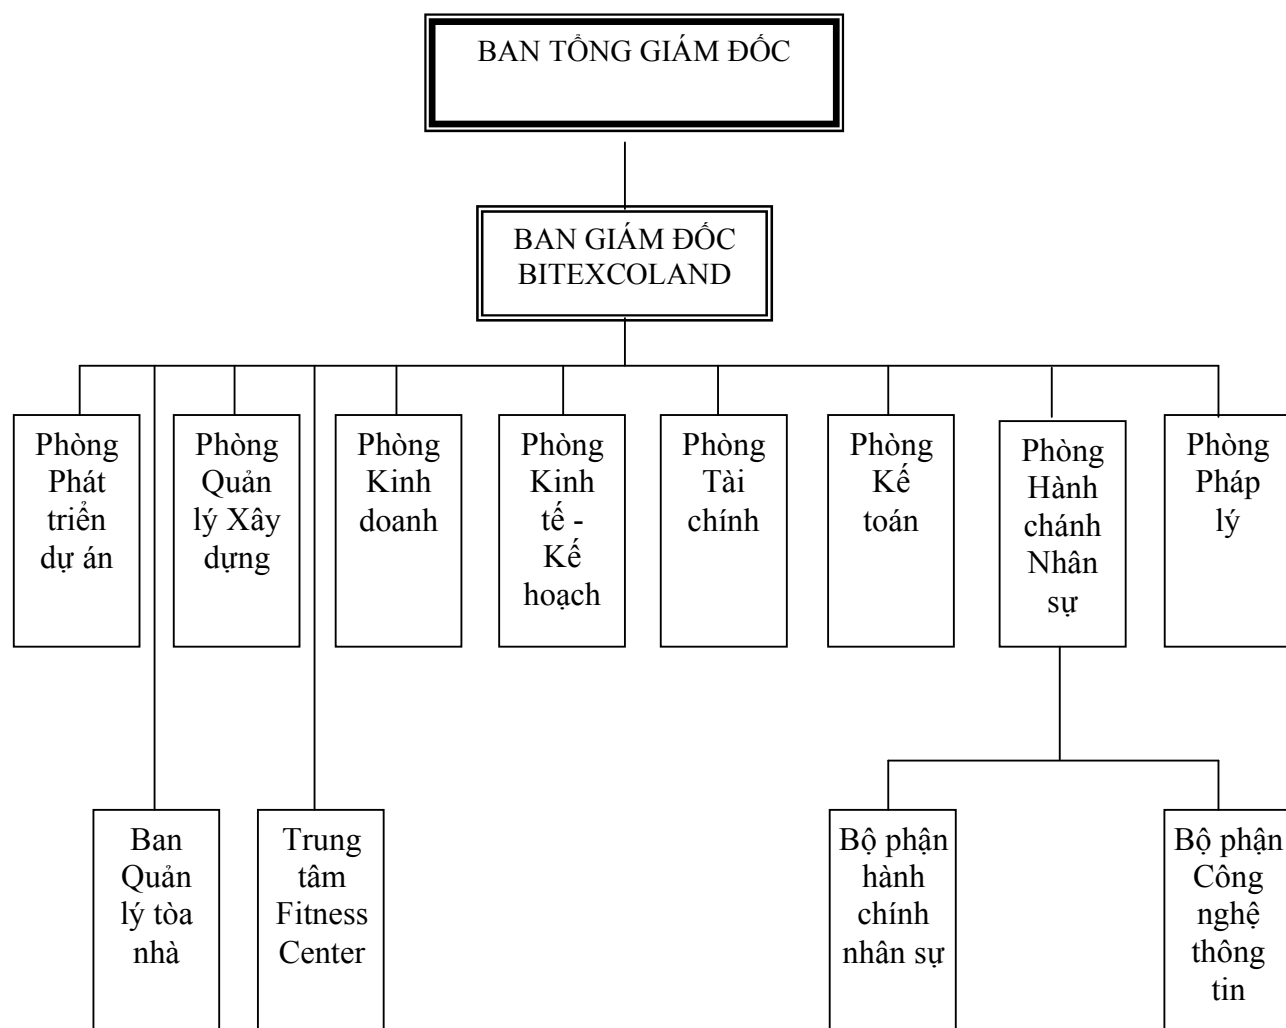 BAN TỔNG GIÁM ĐỐC
BAN GIÁM ĐỐC
BITEXCOLAND
Phòng
Phát
triển
dự án
Phòng
Quản
lý Xây
dựng
Phòng
Kinh
doanh
Phòng
Kinh
tế -
Kế
hoạch
Phòng
Tài
chính
Phòng
Kế
toán
Phòng
Hành
chánh
Nhân
sự
Phòng
Pháp
lý
Ban
Quản
lý tòa
nhà
Trung
tâm
Fitness
Center
Bộ phận
hành
chính
nhân sự
Bộ phận
Công
nghệ
thông
tin